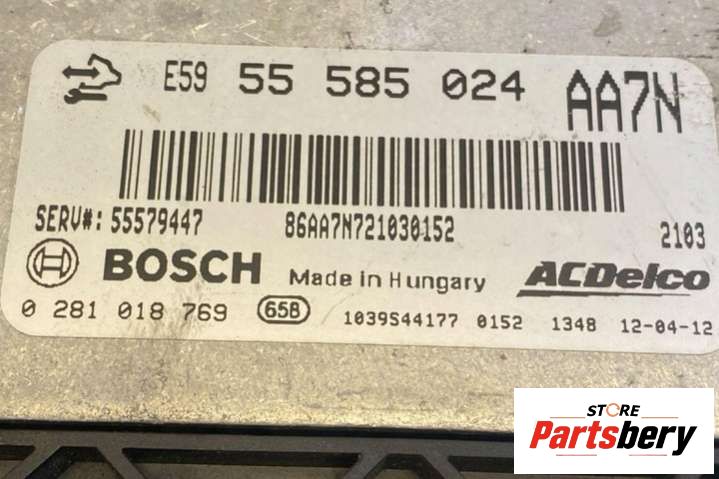 E59 55 585 024 AA7N
SERV#: 55579447 86AA7N721030152 2103
BOSCH Made in Hungary ACDelco
0 281 018 769 65B 1039S44177 0152 1348 12-04-12
STORE
Partsbery